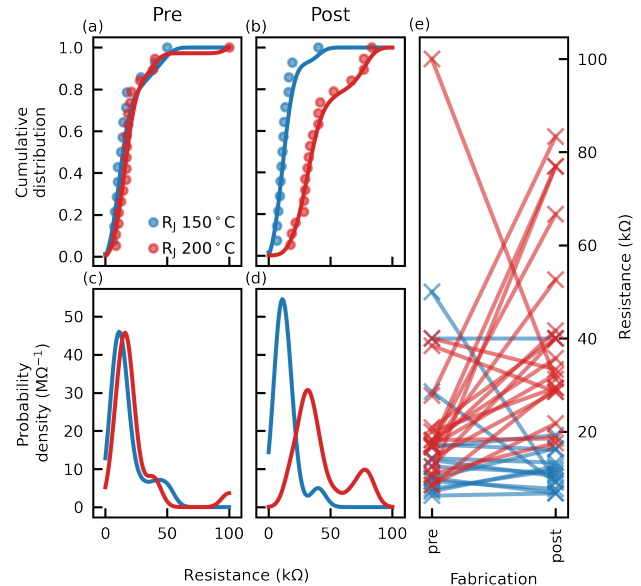 Pre
Post
(a)
(b)
(e)
1.0
0.8
0.6
0.4
0.2
0.0
Cumulative
distribution
R_J 150°C
R_J 200°C
(c)
(d)
50
40
30
20
10
0
Probability
density (MΩ⁻¹)
0
50
100
0
50
100
Resistance (kΩ)
100
80
60
40
20
Resistance (kΩ)
pre
post
Fabrication